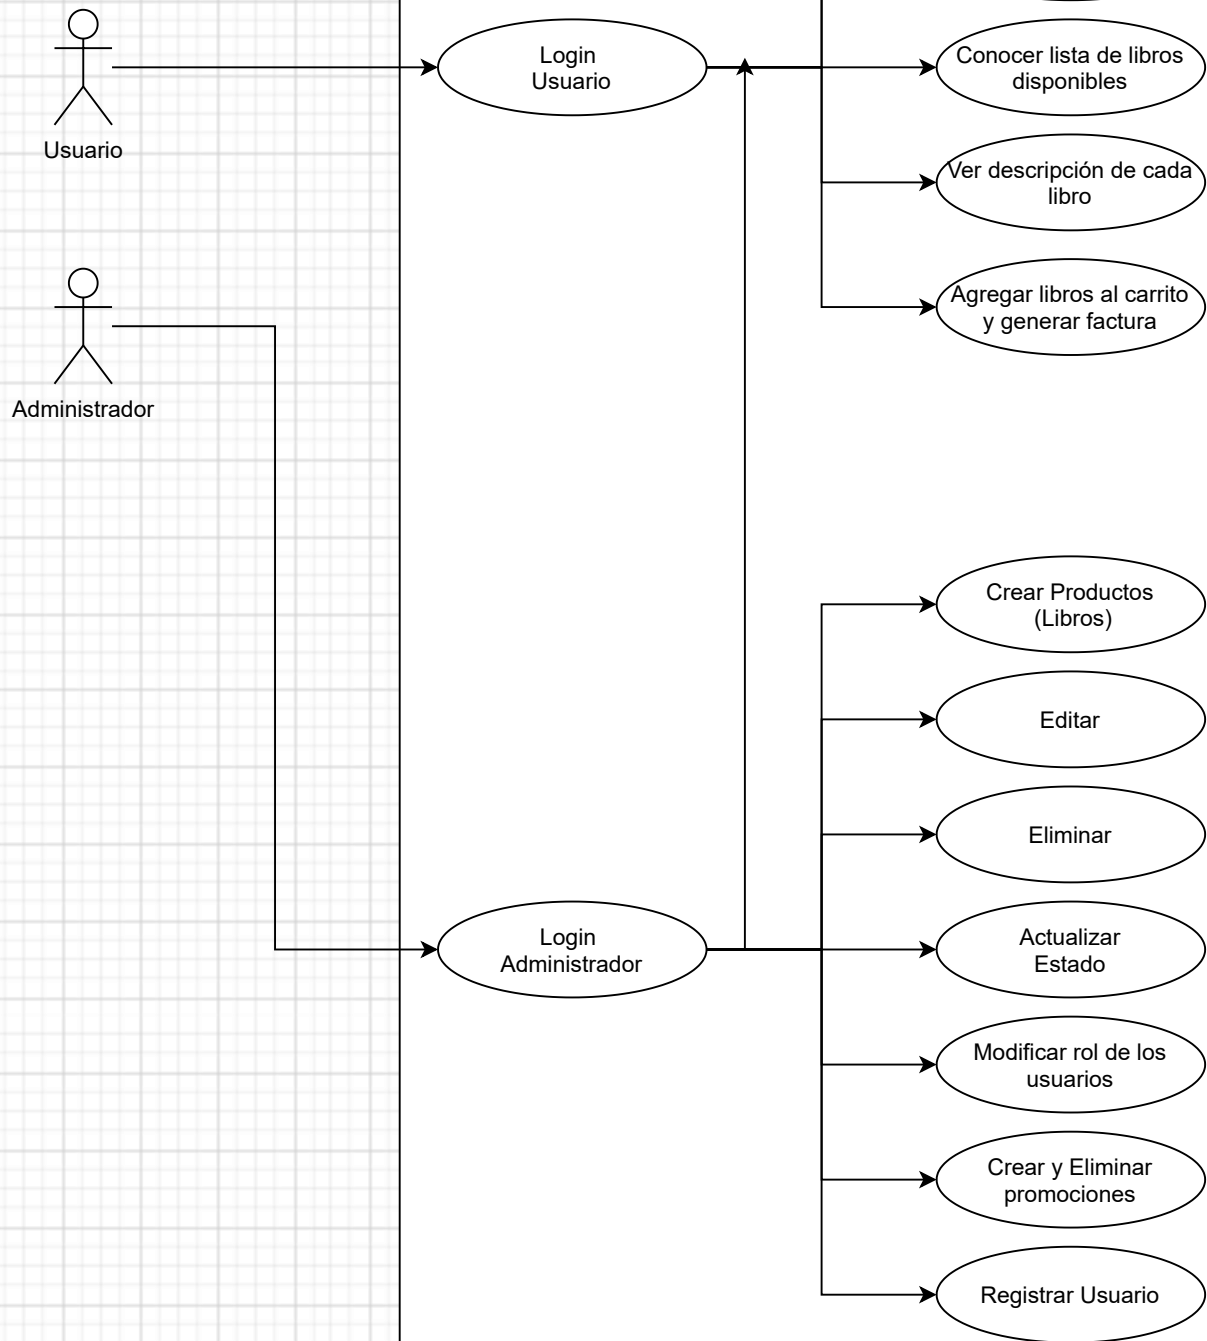 Usuario
Login
Usuario
Conocer lista de libros
disponibles
Ver descripción de cada
libro
Agregar libros al carrito
y generar factura
Administrador
Crear Productos
(Libros)
Editar
Eliminar
Login
Administrador
Actualizar
Estado
Modificar rol de los
usuarios
Crear y Eliminar
promociones
Registrar Usuario